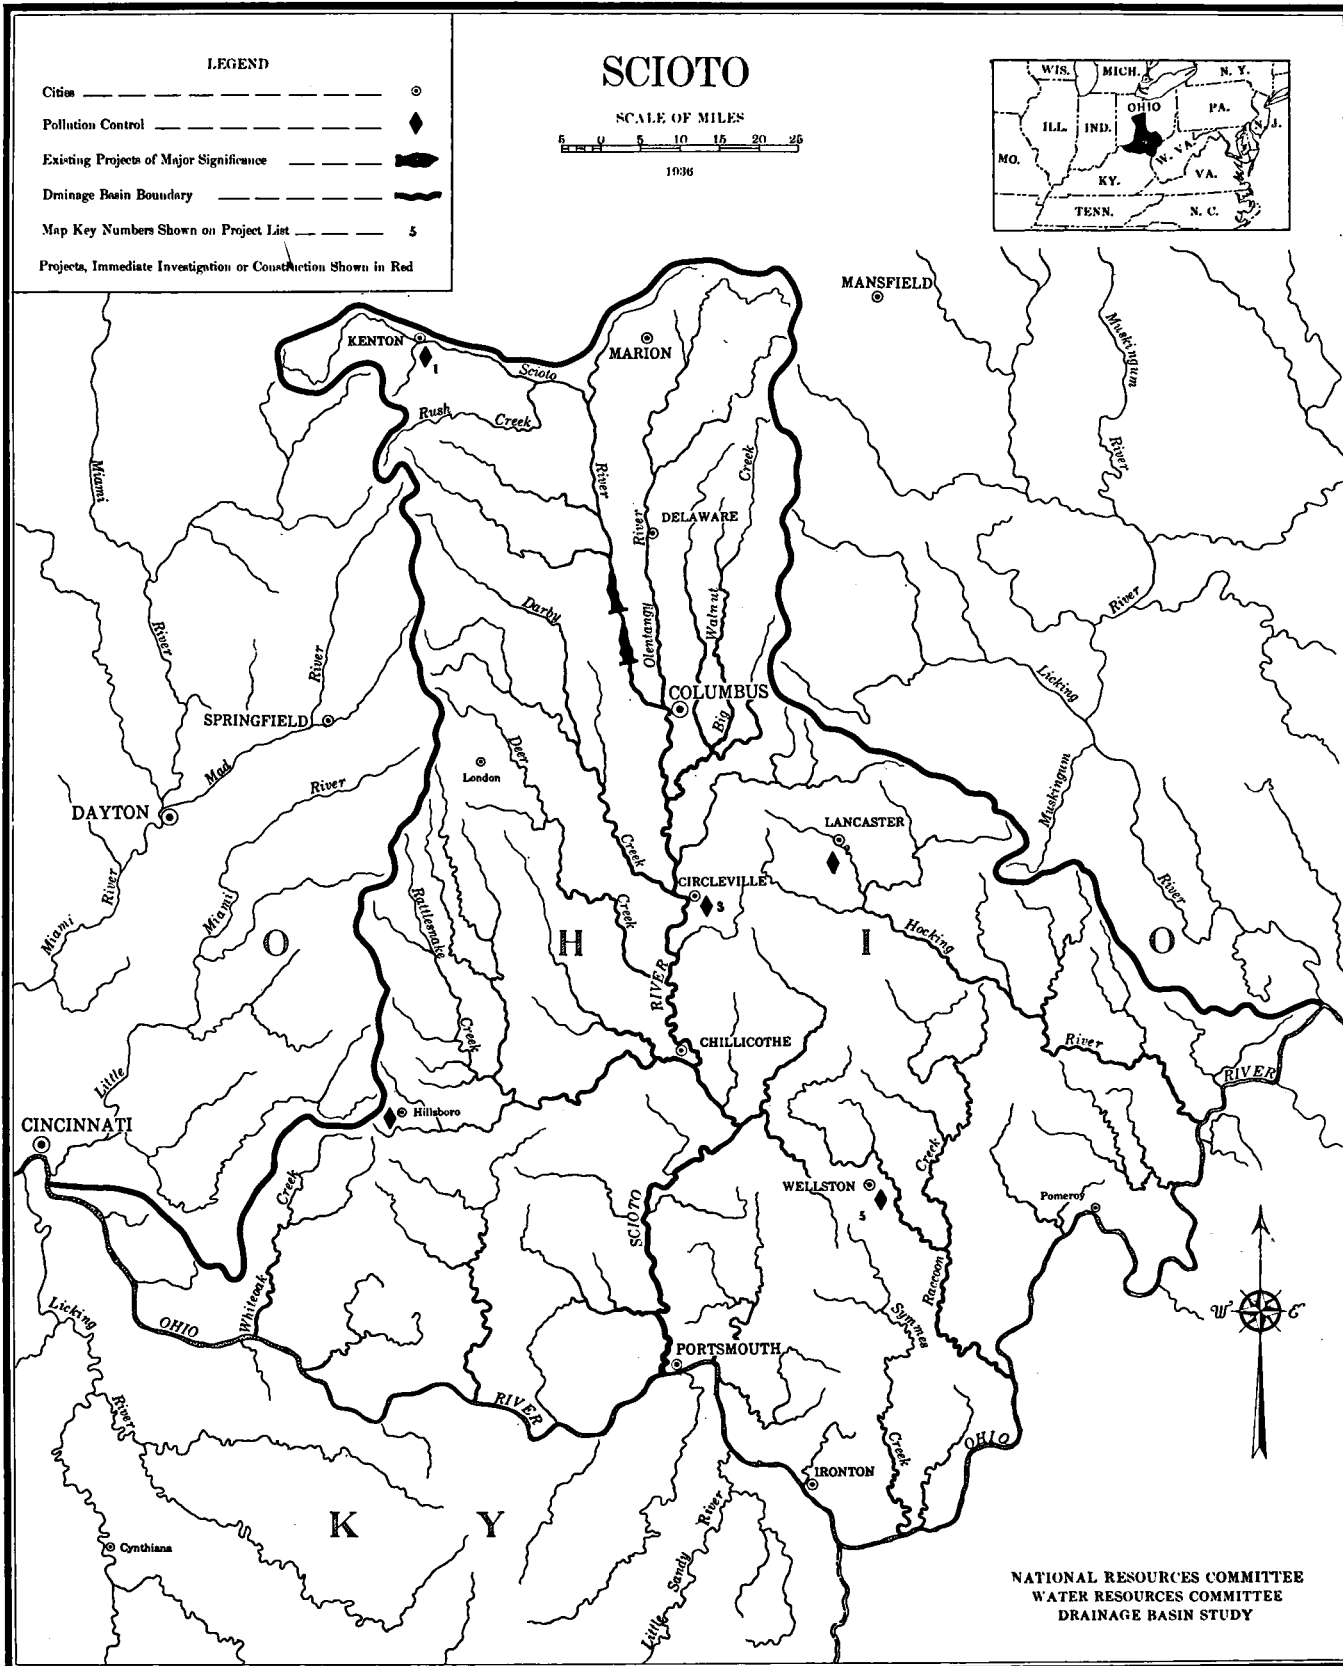 LEGEND
Cities
Pollution Control
Existing Projects of Major Significance
Drainage Basin Boundary
Map Key Numbers Shown on Project List 5
Projects, Immediate Investigation or Construction Shown in Red
SCIOTO
SCALE OF MILES
5 0 5 10 15 20 25
1936
WIS.
MICH.
N. Y.
OHIO
PA.
ILL.
IND.
N. J.
MO.
W. VA.
KY.
VA.
TENN.
N. C.
MANSFIELD
KENTON
1
MARION
Scioto
Muskingum
Rush
Creek
River
Miami
River
Creek
DELAWARE
River
Darby
Walnut
River
River
River
Olentangy
Licking
COLUMBUS
SPRINGFIELD
Big
Deer
London
Mad
River
Muskingum
DAYTON
LANCASTER
Creek
River
CIRCLEVILLE
3
River
Miami
Rattlesnake
Creek
Miami
Hocking
O
H
I
O
RIVER
Creek
CHILLICOTHE
River
Little
RIVER
Hillsboro
CINCINNATI
Creek
Creek
WELLSTON
5
Pomeroy
SCIOTO
Raccoon
Whiteoak
Licking
OHIO
Symmes
W
E
PORTSMOUTH
RIVER
River
Creek
OHIO
IRONTON
K
Y
River
Cynthiana
Sandy
Little
NATIONAL RESOURCES COMMITTEE
WATER RESOURCES COMMITTEE
DRAINAGE BASIN STUDY